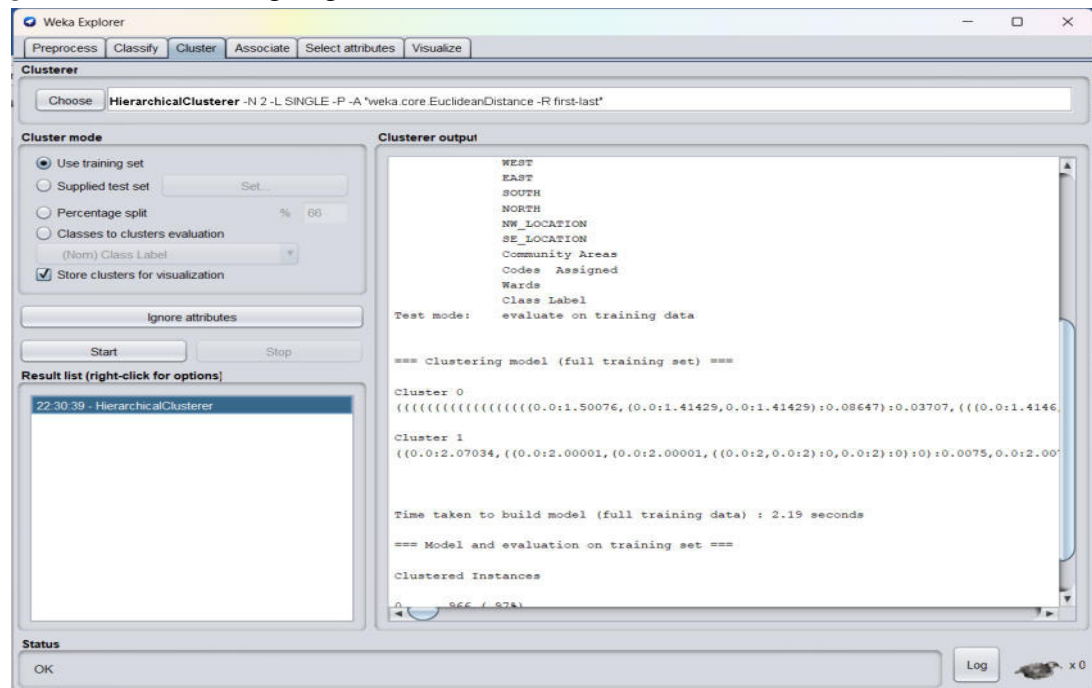 Weka Explorer
Preprocess Classify Cluster Associate Select attributes Visualize
Clusterer
Choose HierarchicalClusterer -N 2 -L SINGLE -P -A "weka.core.EuclideanDistance -R first-last"
Cluster mode
Use training set
Supplied test set Set...
Percentage split % 66
Classes to clusters evaluation
(Nom) Class Label
Store clusters for visualization
Ignore attributes
Start Stop
Result list (right-click for options)
22:30:39 - HierarchicalClusterer
Clusterer output
WEST
EAST
SOUTH
NORTH
NW_LOCATION
SE_LOCATION
Community Areas
Codes Assigned
Wards
Class Label
Test mode: evaluate on training data
=== Clustering model (full training set) ===
Cluster 0
((((((((((((((((((0.0:1.50076,(0.0:1.41429,0.0:1.41429):0.08647):0.03707,(((0.0:1.4146
Cluster 1
((0.0:2.07034,((0.0:2.00001,(0.0:2.00001,((0.0:2,0.0:2):0,0.0:2):0):0):0.0075,0.0:2.00
Time taken to build model (full training data) : 2.19 seconds
=== Model and evaluation on training set ===
Clustered Instances
0 966 ( 97%)
Status
OK
Log x 0